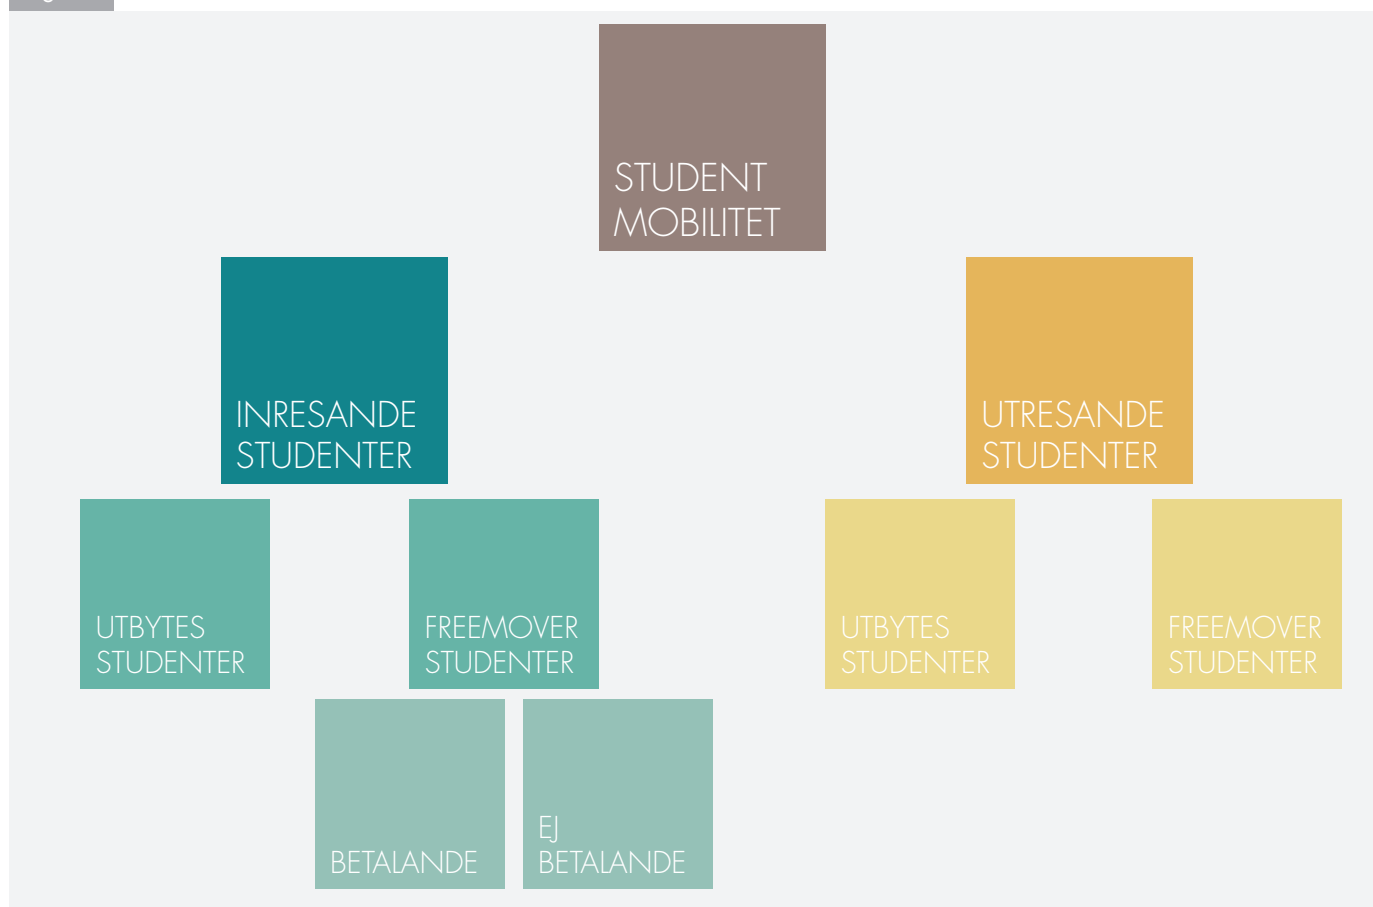 STUDENT
MOBILITET
INRESANDE
STUDENTER
UTRESANDE
STUDENTER
UTBYTES
STUDENTER
FREEMOVER
STUDENTER
UTBYTES
STUDENTER
FREEMOVER
STUDENTER
BETALANDE
EJ
BETALANDE